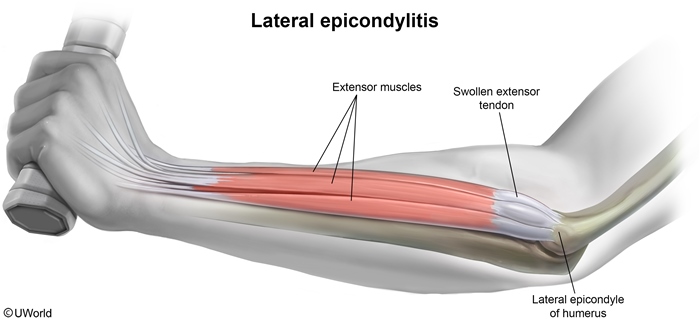 Lateral epicondylitis
Extensor muscles
Swollen extensor
tendon
Lateral epicondyle
of humerus
©UWorld